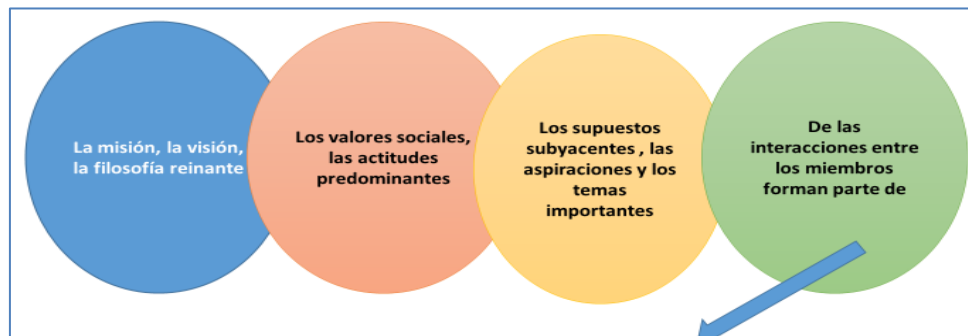 La misión, la visión,
la filosofía reinante
Los valores sociales,
las actitudes
predominantes
Los supuestos
subyacentes , las
aspiraciones y los
temas
importantes
De las
interacciones entre
los miembros
forman parte de